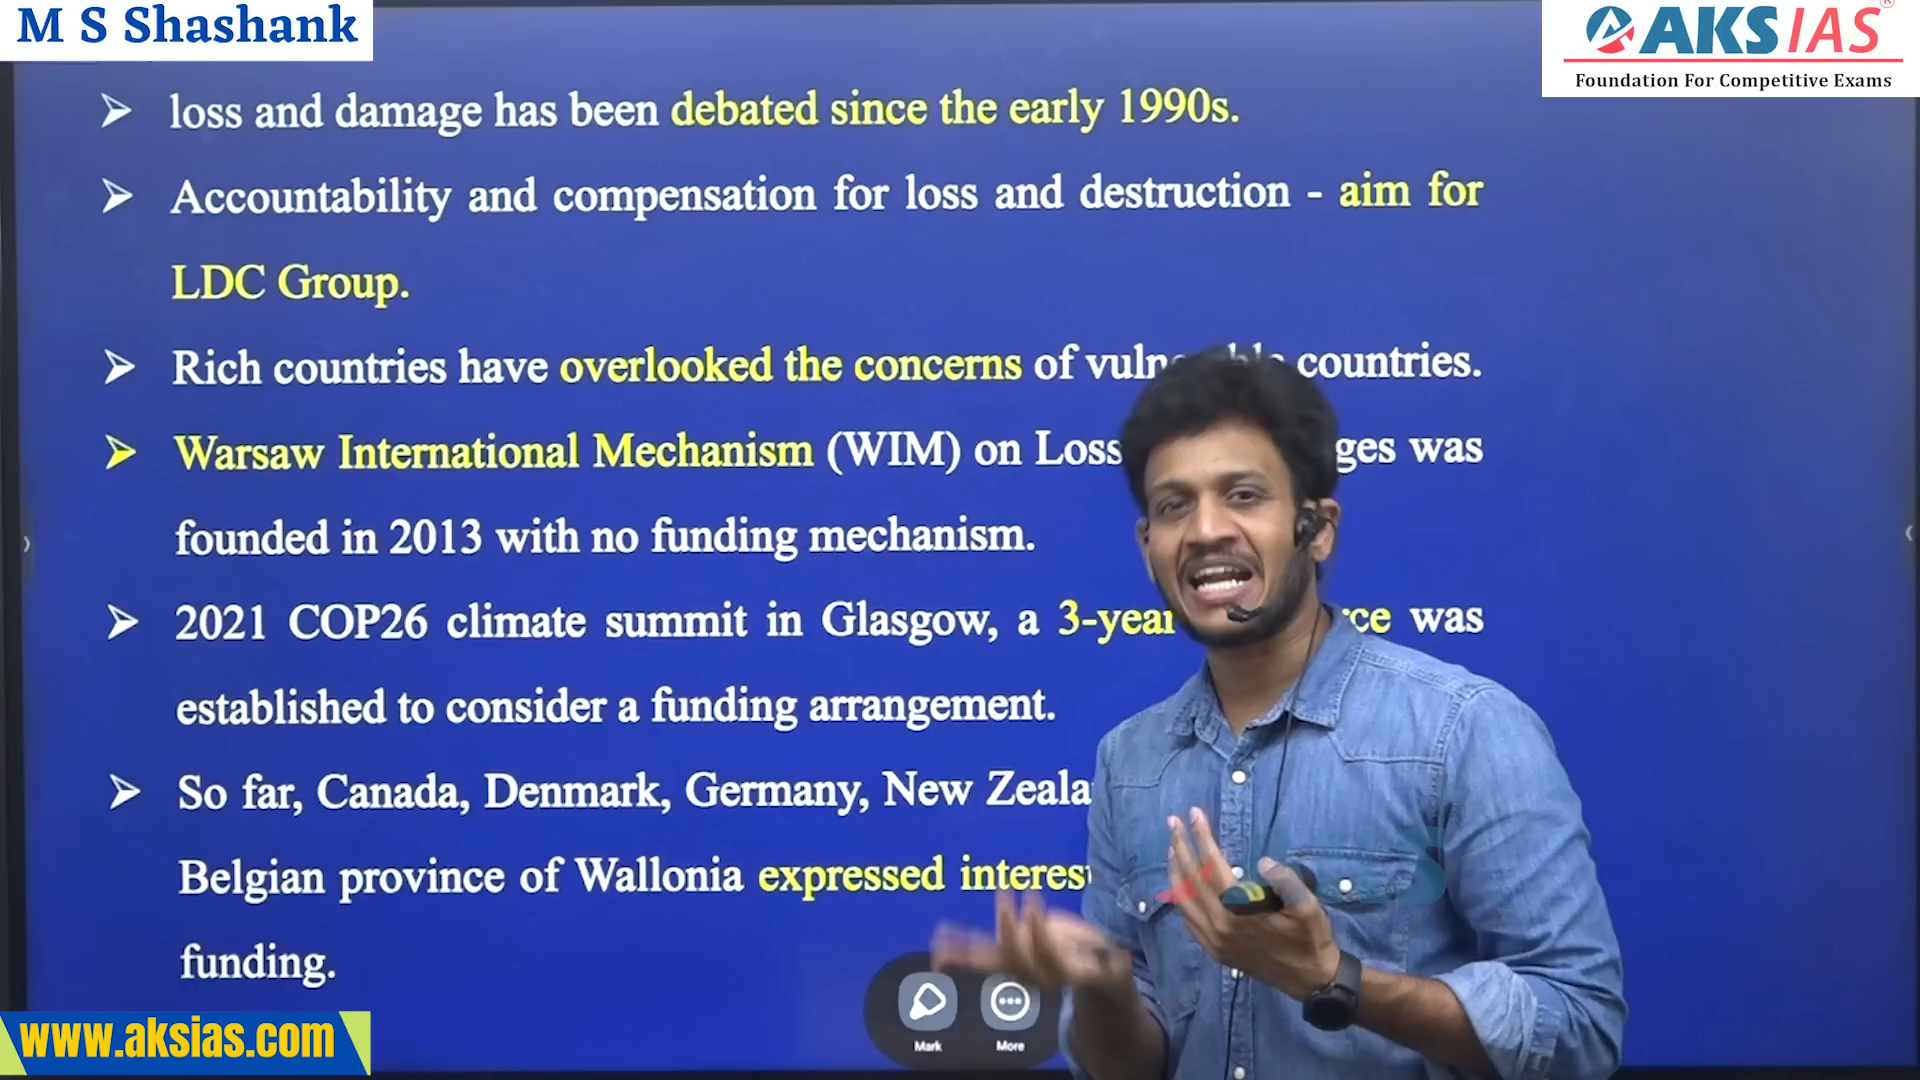 M S Shashank
AKS IAS
Foundation For Competitive Exams
loss and damage has been debated since the early 1990s.
Accountability and compensation for loss and destruction - aim for
LDC Group.
Rich countries have overlooked the concerns of countries.
Warsaw International Mechanism (WIM) on Loss was
founded in 2013 with no funding mechanism.
2021 COP26 climate summit in Glasgow, a 3-year was
established to consider a funding arrangement.
So far, Canada, Denmark, Germany, New
Belgian province of Wallonia expressed
funding.
Mark More
www.aksias.com